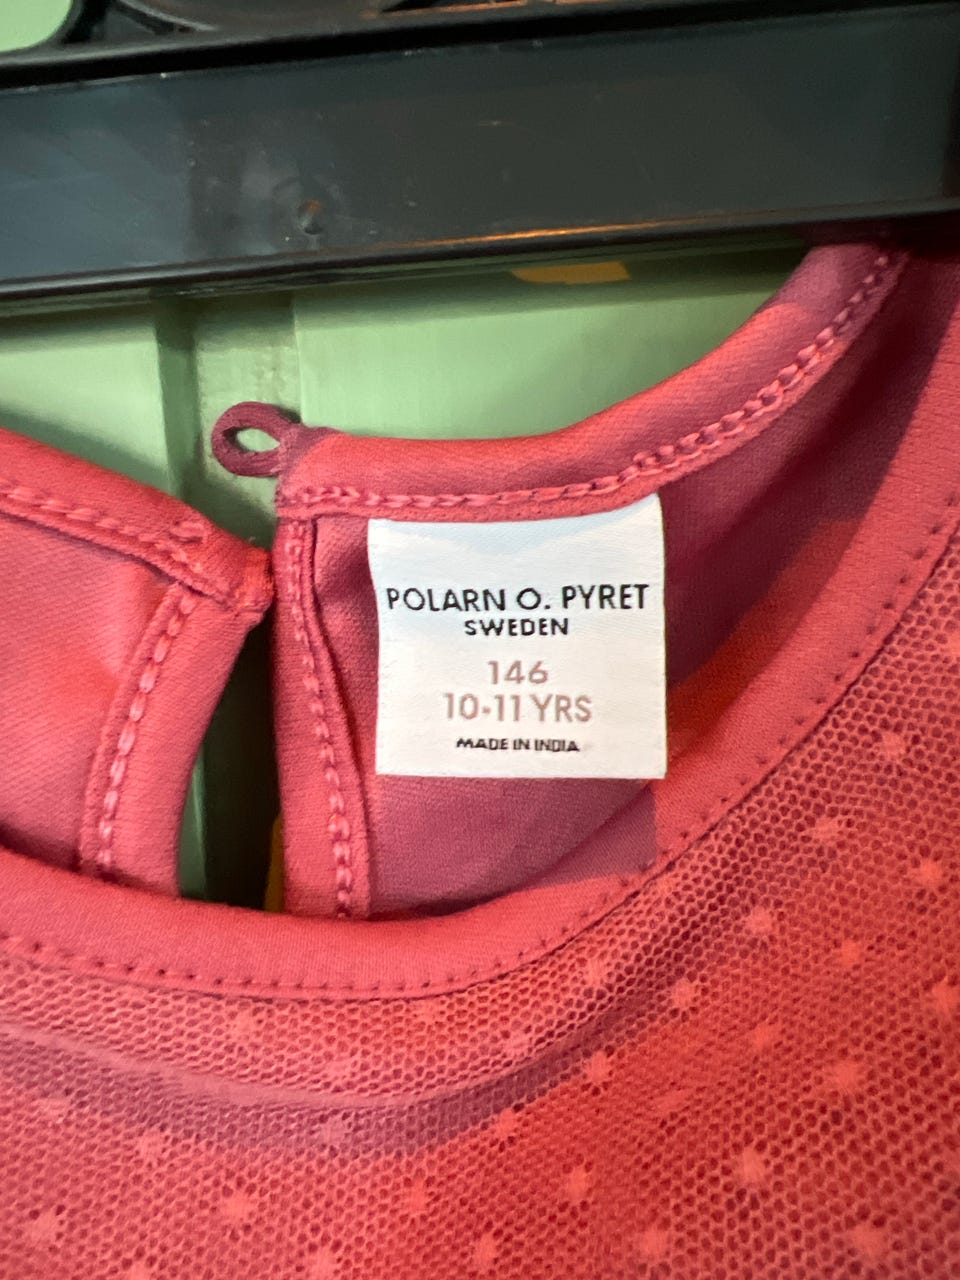 POLARN O. PYRET
SWEDEN
146
10-11 YRS
MADE IN INDIA